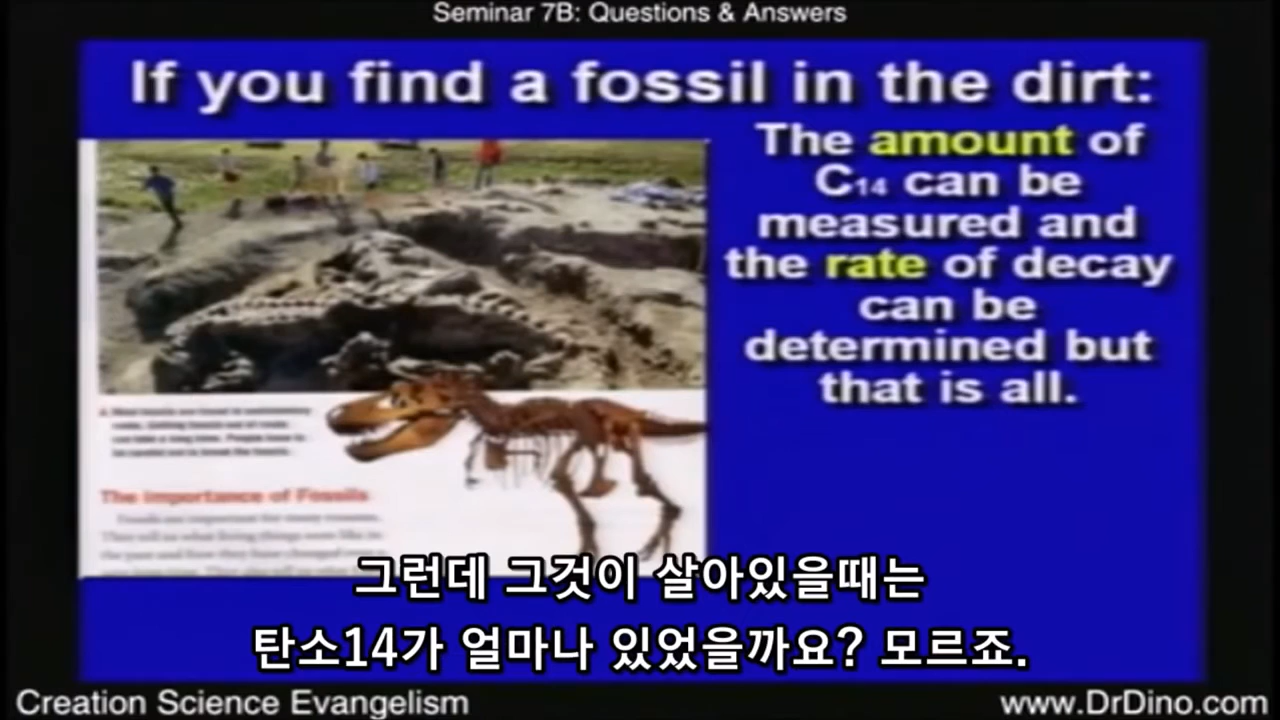 Seminar 7B: Questions & Answers
If you find a fossil in the dirt:
The amount of
C14 can be
measured and
the rate of decay
can be
determined but
that is all.
The Importance of Fossils
그런데 그것이 살아있을때는
탄소14가 얼마나 있었을까요? 모르죠.
Creation Science Evangelism
www.DrDino.com